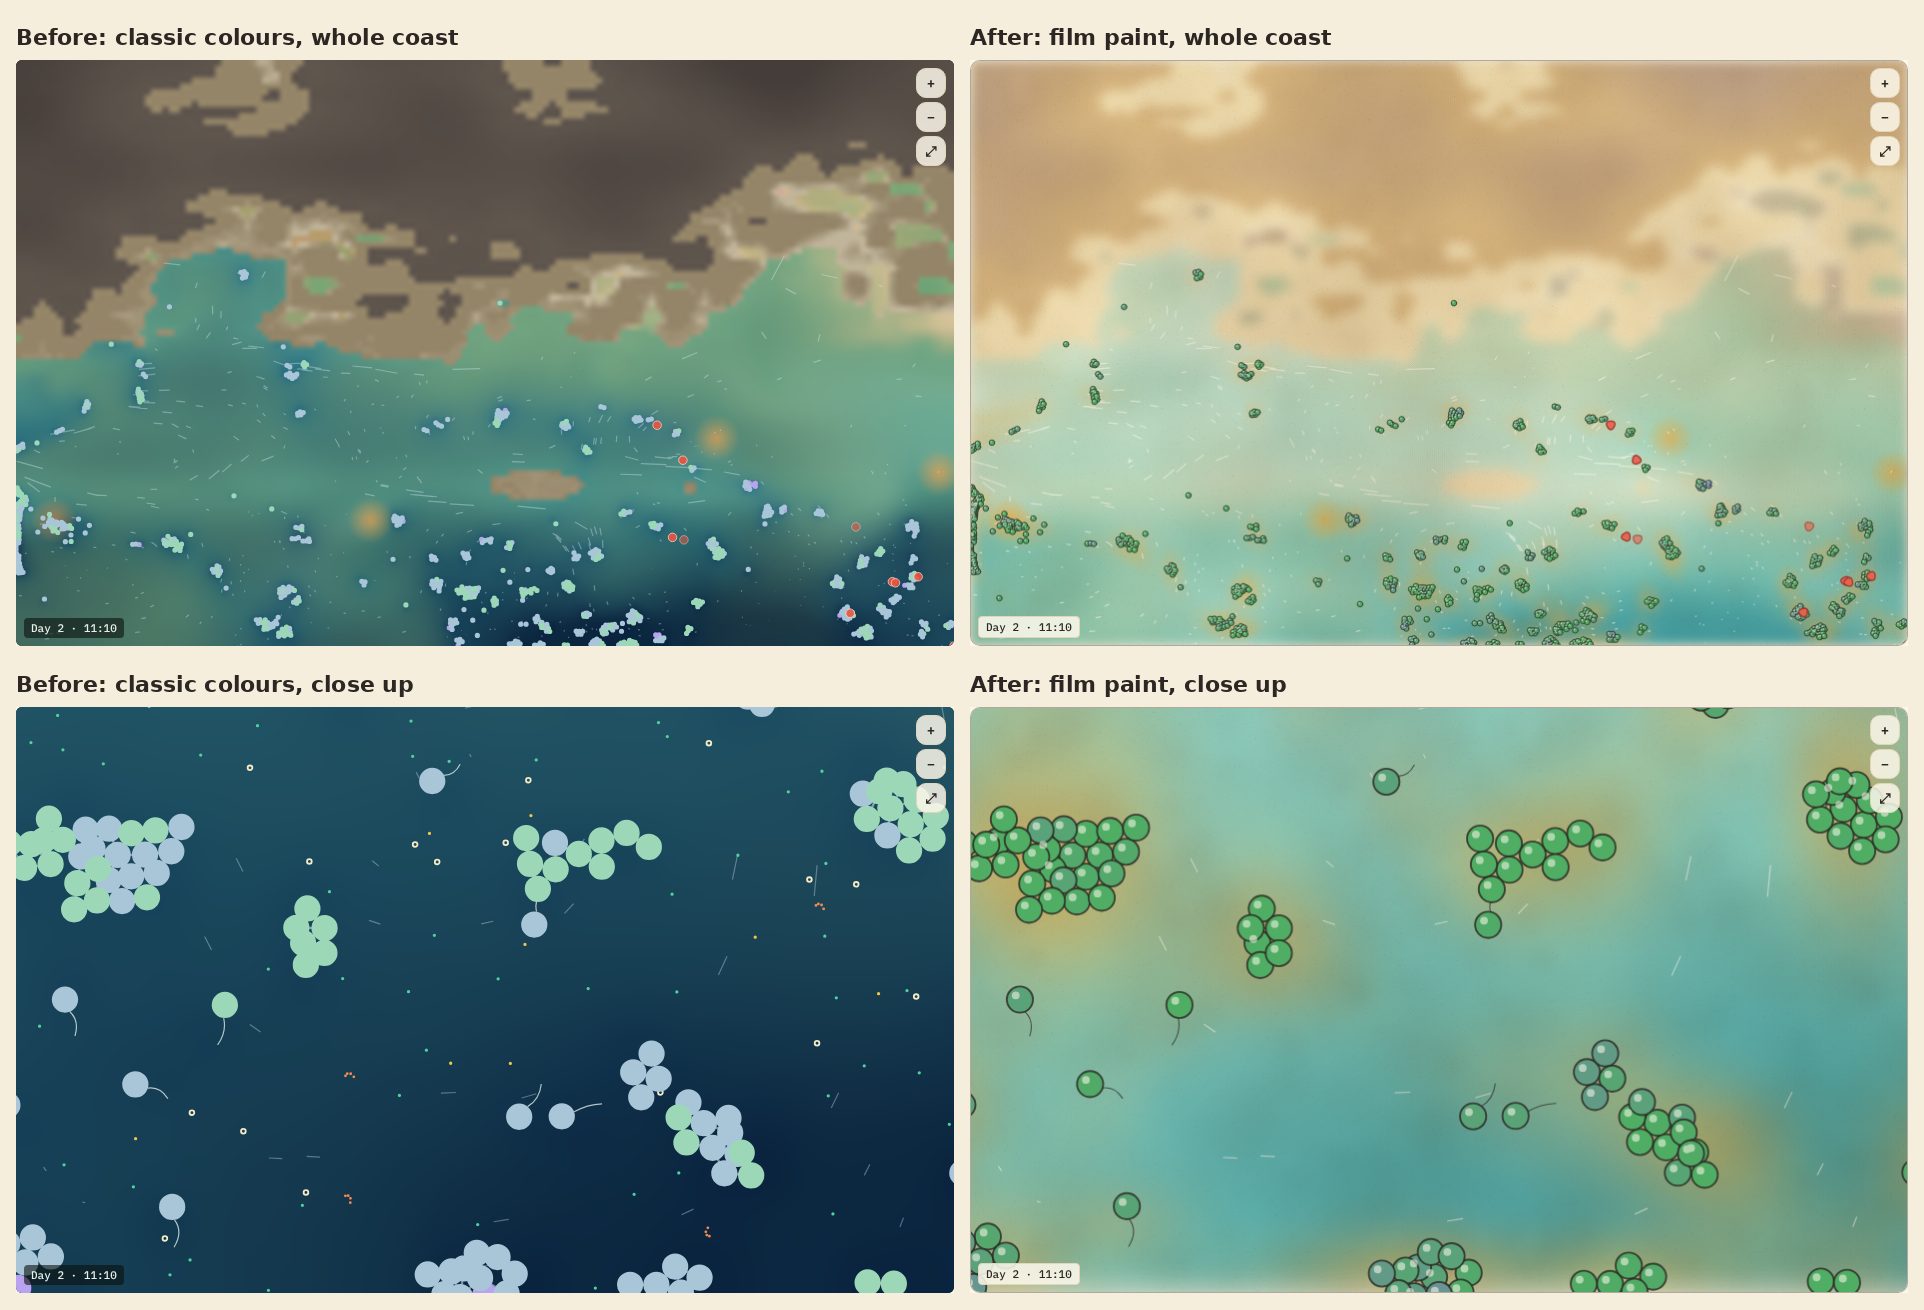 Before: classic colours, whole coast
After: film paint, whole coast
+
−
+
−
Day 2 · 11:10
Day 2 · 11:10
Before: classic colours, close up
After: film paint, close up
+
−
+
−
Day 2 · 11:10
Day 2 · 11:10